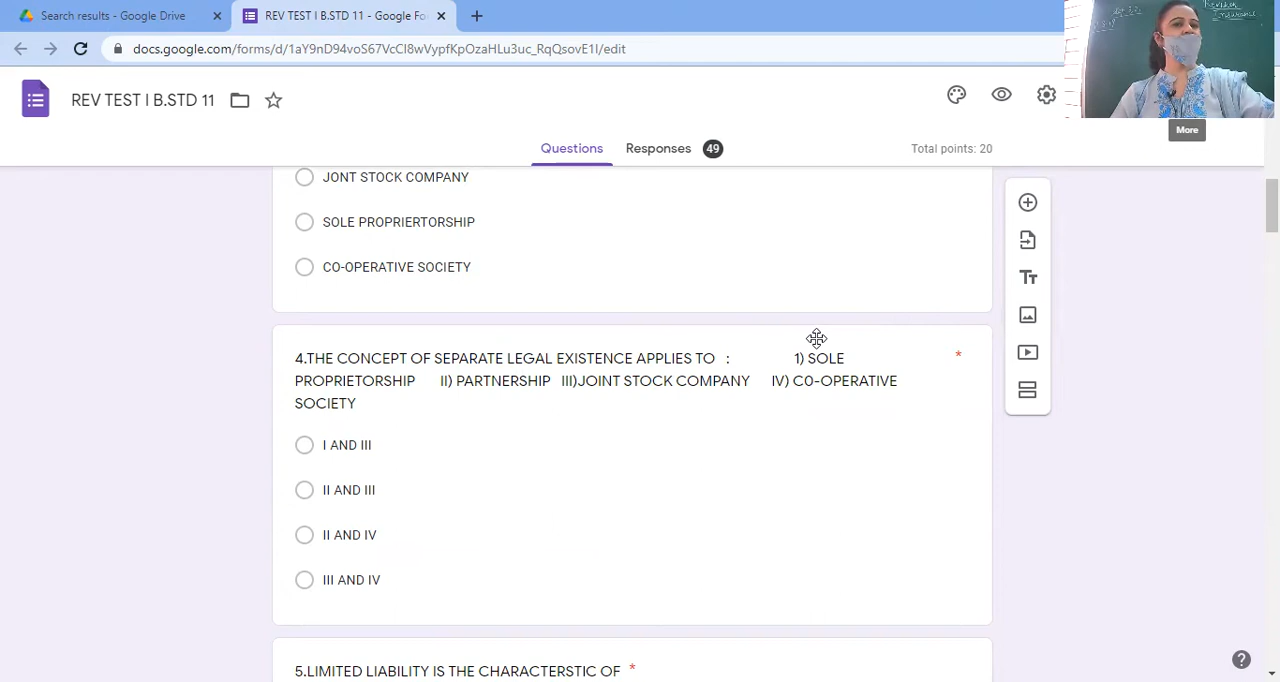 Search results - Google Drive
REV TEST I B.STD 11 - Google Fo
docs.google.com/forms/d/1aY9nD94voS67VcCI8wVypfKpOzaHLu3uc_RqQsovE1I/edit
REV TEST I B.STD 11
More
Questions
Responses 49
Total points: 20
JONT STOCK COMPANY
SOLE PROPRIERTORSHIP
CO-OPERATIVE SOCIETY
4.THE CONCEPT OF SEPARATE LEGAL EXISTENCE APPLIES TO : 1) SOLE *
PROPRIETORSHIP II) PARTNERSHIP III)JOINT STOCK COMPANY IV) C0-OPERATIVE
SOCIETY
I AND III
II AND III
II AND IV
III AND IV
5.LIMITED LIABILITY IS THE CHARACTERSTIC OF *